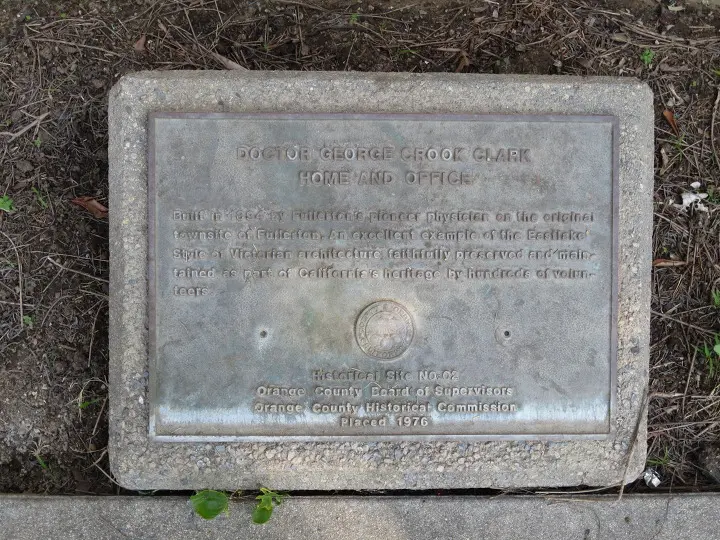 DOCTOR GEORGE CROOK CLARK
HOME AND OFFICE
Built in 1894 by Fullerton's pioneer physician on the original
townsite of Fullerton. An excellent example of the Eastlake
Style of Victorian architecture faithfully preserved and main-
tained as part of California's heritage by hundreds of volun-
teers
Historical Site No. 02
Orange County Board of Supervisors
Orange County Historical Commission
Placed 1976